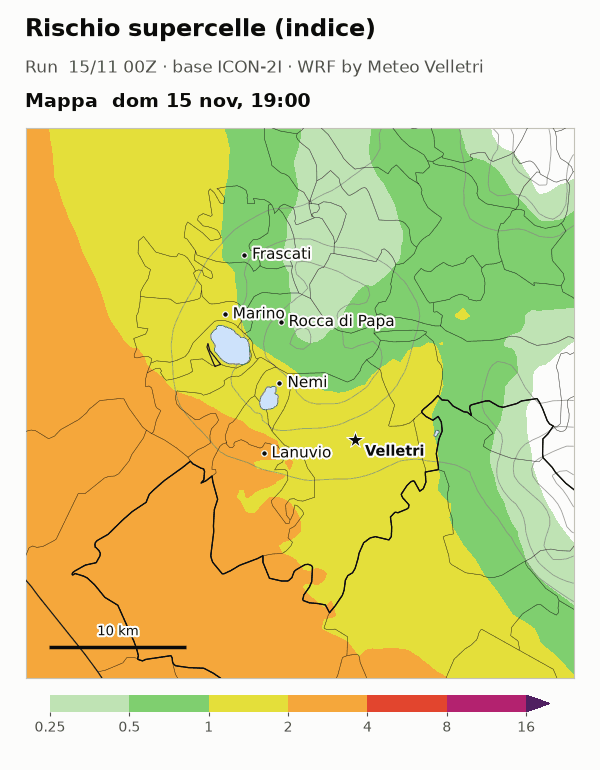 Rischio supercelle (indice)
Run  15/11 00Z · base ICON-2I · WRF by Meteo Velletri
Mappa  dom 15 nov, 19:00
Frascati
Marino
Rocca di Papa
Nemi
Velletri
Lanuvio
10 km
0.25 0.5 1 2 4 8 16